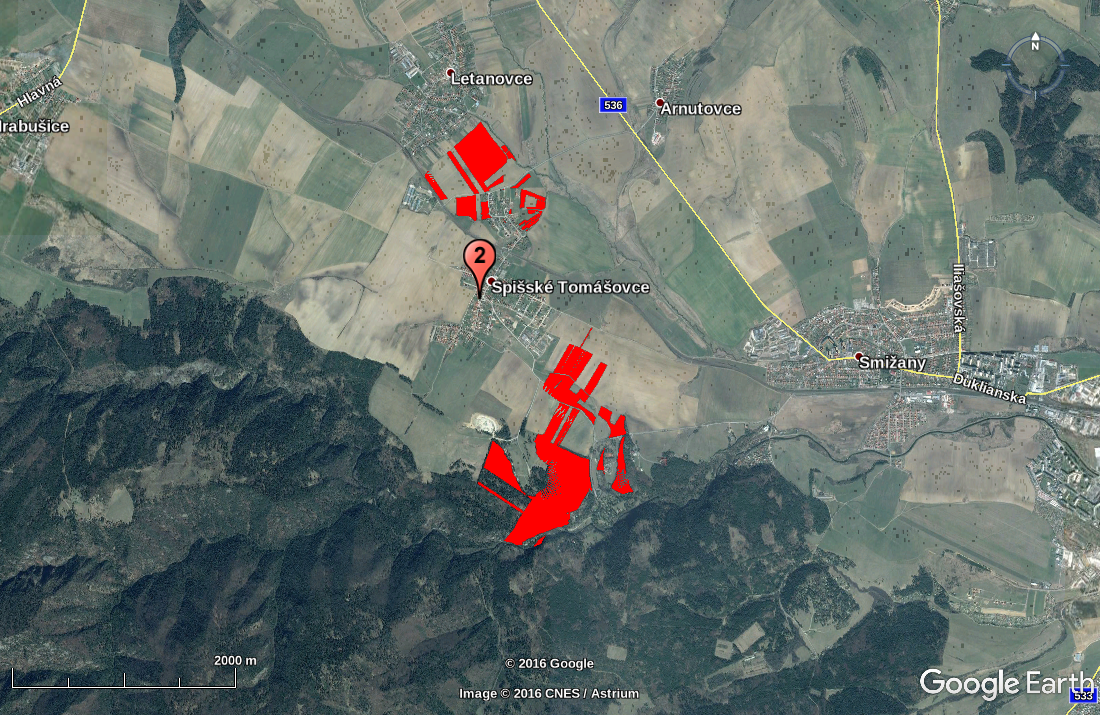 Letanovce
536
Arnutovce
N
Hlavná
Hrabušice
2
Spišské Tomášovce
Iliašovská
Smižany
Duklianska
2000 m
© 2016 Google
Image © 2016 CNES / Astrium
Google Earth
533